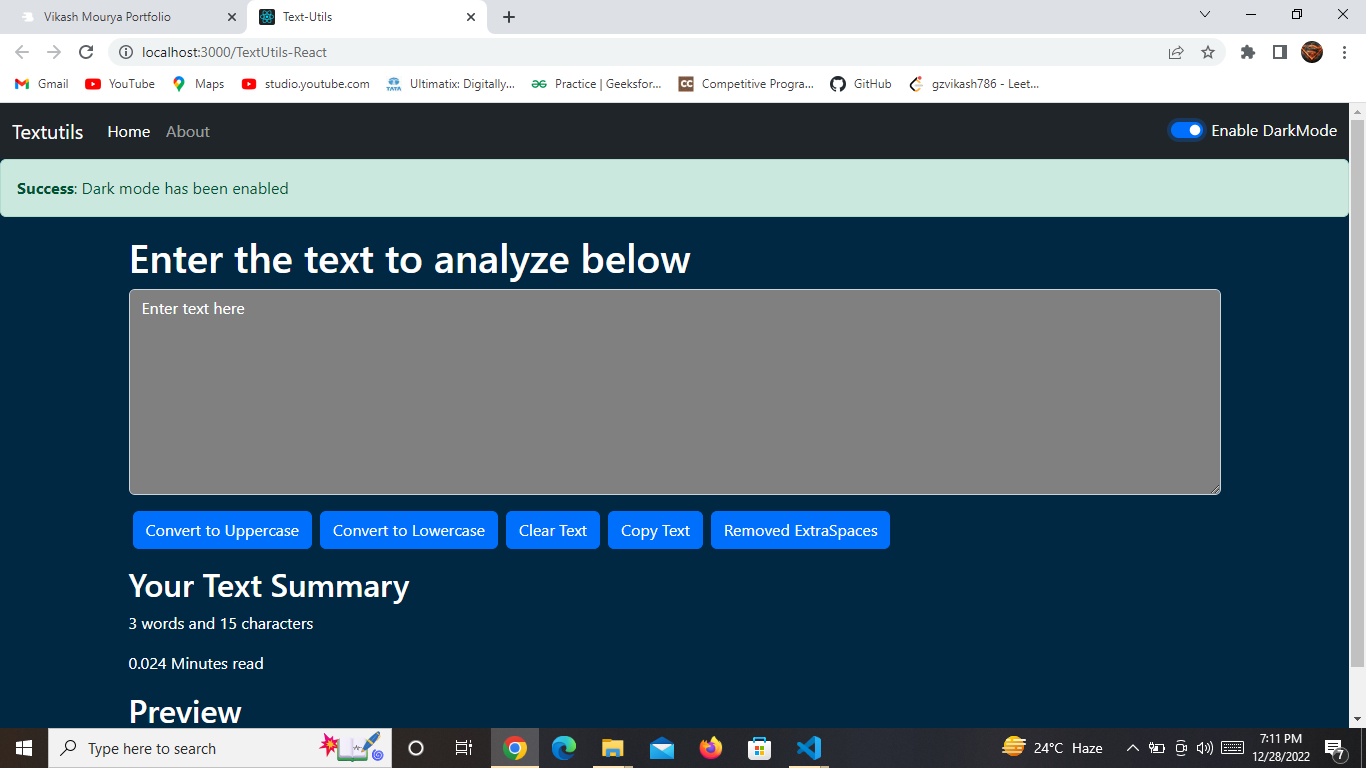 Vikash Mourya Portfolio
Text-Utils
localhost:3000/TextUtils-React
Gmail
YouTube
Maps
studio.youtube.com
Ultimatix: Digitally...
Practice | Geeksfor...
Competitive Progra...
GitHub
gzvikash786 - Leet...
Textutils
Home
About
Enable DarkMode
Success: Dark mode has been enabled
Enter the text to analyze below
Enter text here
Convert to Uppercase
Convert to Lowercase
Clear Text
Copy Text
Removed ExtraSpaces
Your Text Summary
3 words and 15 characters
0.024 Minutes read
Preview
Type here to search
24°C Haze
7:11 PM
12/28/2022
7